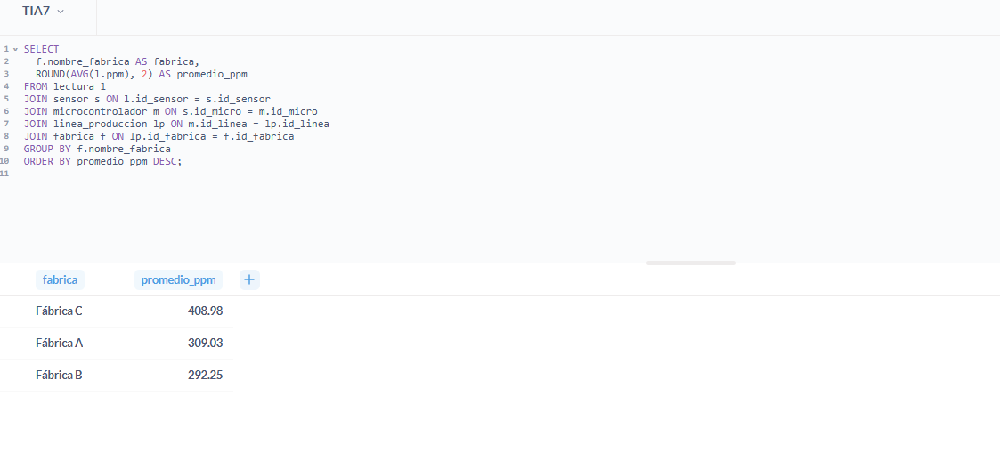 TIA7
1 SELECT
2 f.nombre_fabrica AS fabrica,
3 ROUND(AVG(l.ppm), 2) AS promedio_ppm
4 FROM lectura l
5 JOIN sensor s ON l.id_sensor = s.id_sensor
6 JOIN microcontrolador m ON s.id_micro = m.id_micro
7 JOIN linea_produccion lp ON m.id_linea = lp.id_linea
8 JOIN fabrica f ON lp.id_fabrica = f.id_fabrica
9 GROUP BY f.nombre_fabrica
10 ORDER BY promedio_ppm DESC;
11
fabrica promedio_ppm +
Fábrica C 408.98
Fábrica A 309.03
Fábrica B 292.25